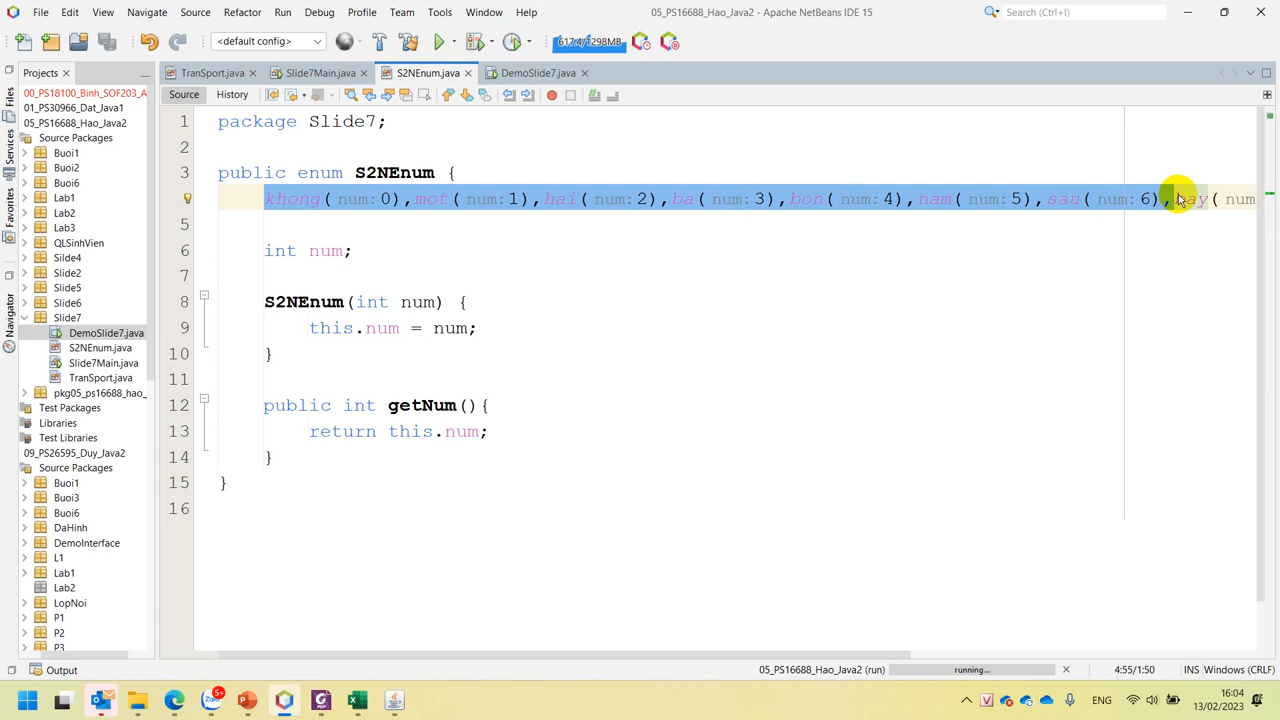 File Edit View Navigate Source Refactor Run Debug Profile Team Tools Window Help
05_PS16688_Hao_Java2 - Apache NetBeans IDE 15
Search (Ctrl+I)
<default config>
617.4/1298MB
Projects
TranSport.java
Slide7Main.java
S2NEnum.java
DemoSlide7.java
Source
History
Files
Services
Favorites
Navigator
00_PS18100_Binh_SOF203_A
01_PS30966_Dat_Java1
05_PS16688_Hao_Java2
Source Packages
Buoi1
Buoi2
Buoi6
Lab1
Lab2
Lab3
QLSinhVien
Silde4
Slide2
Slide5
Slide6
Slide7
DemoSlide7.java
S2NEnum.java
Slide7Main.java
TranSport.java
pkg05_ps16688_hao_
Test Packages
Libraries
Test Libraries
09_PS26595_Duy_Java2
Source Packages
Buoi1
Buoi3
Buoi6
DaHinh
DemoInterface
L1
Lab1
Lab2
LopNoi
P1
P2
P3
1 package Slide7;
2
3 public enum S2NEnum {
khong( num: 0),mot( num: 1),hai( num: 2),ba( num: 3),bon( num: 4),nam( num: 5),sau( num: 6), ay( num
5
6 int num;
7
8 S2NEnum(int num) {
9 this.num = num;
10 }
11
12 public int getNum(){
13 return this.num;
14 }
15 }
16
Output
05_PS16688_Hao_Java2 (run)
running...
4:55/1:50
INS
Windows (CRLF)
5+
Zalo
ENG
16:04
13/02/2023